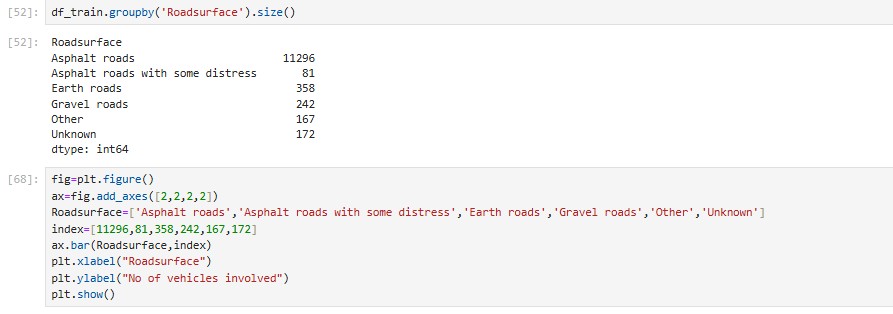 [52]: df_train.groupby('Roadsurface').size()
[52]: Roadsurface
Asphalt roads 11296
Asphalt roads with some distress 81
Earth roads 358
Gravel roads 242
Other 167
Unknown 172
dtype: int64
[68]: fig=plt.figure()
ax=fig.add_axes([2,2,2,2])
Roadsurface=['Asphalt roads','Asphalt roads with some distress','Earth roads','Gravel roads','Other','Unknown']
index=[11296,81,358,242,167,172]
ax.bar(Roadsurface,index)
plt.xlabel("Roadsurface")
plt.ylabel("No of vehicles involved")
plt.show()